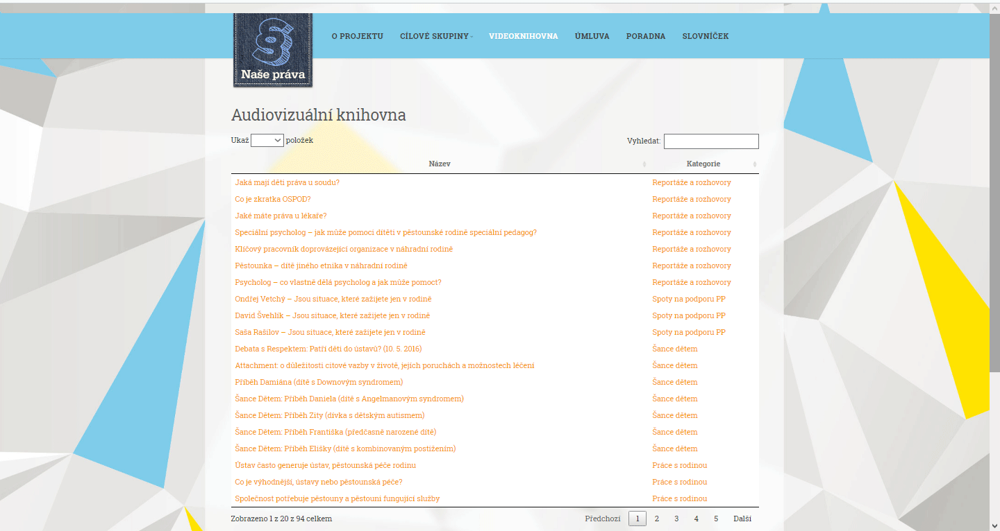 O PROJEKTU CÍLOVÉ SKUPINY VIDEOKNIHOVNA ÚMLUVA PORADNA SLOVNÍČEK
§
Naše práva
Audiovizuální knihovna
Ukaž položek Vyhledat:
Název Kategorie
Jaká mají děti práva u soudu? Reportáže a rozhovory
Co je zkratka OSPOD? Reportáže a rozhovory
Jaké máte práva u lékaře? Reportáže a rozhovory
Speciální psycholog – jak může pomoci dítěti v pěstounské rodině speciální pedagog? Reportáže a rozhovory
Klíčový pracovník doprovázející organizace v náhradní rodině Reportáže a rozhovory
Pěstounka – dítě jiného etnika v náhradní rodině Reportáže a rozhovory
Psycholog – co vlastně dělá psycholog a jak může pomoct? Reportáže a rozhovory
Ondřej Vetchý – Jsou situace, které zažijete jen v rodině Spoty na podporu PP
David Švehlík – Jsou situace, které zažijete jen v rodině Spoty na podporu PP
Saša Rašilov – Jsou situace, které zažijete jen v rodině Spoty na podporu PP
Debata s Respektem: Patří děti do ústavů? (10. 5. 2016) Šance dětem
Attachment: o důležitosti citové vazby v životě, jejích poruchách a možnostech léčení Šance dětem
Příběh Damiána (dítě s Downovým syndromem) Šance dětem
Šance Dětem: Příběh Daniela (dítě s Angelmanovým syndromem) Šance dětem
Šance Dětem: Příběh Zity (dívka s dětským autismem) Šance dětem
Šance Dětem: Příběh Františka (předčasně narozené dítě) Šance dětem
Šance Dětem: Příběh Elišky (dítě s kombinovaným postižením) Šance dětem
Ústav často generuje ústav, pěstounská péče rodinu Práce s rodinou
Co je výhodnější, ústavy nebo pěstounská péče? Práce s rodinou
Společnost potřebuje pěstouny a pěstouni fungující služby Práce s rodinou
Zobrazeno 1 z 20 z 94 celkem Předchozí 1 2 3 4 5 Další